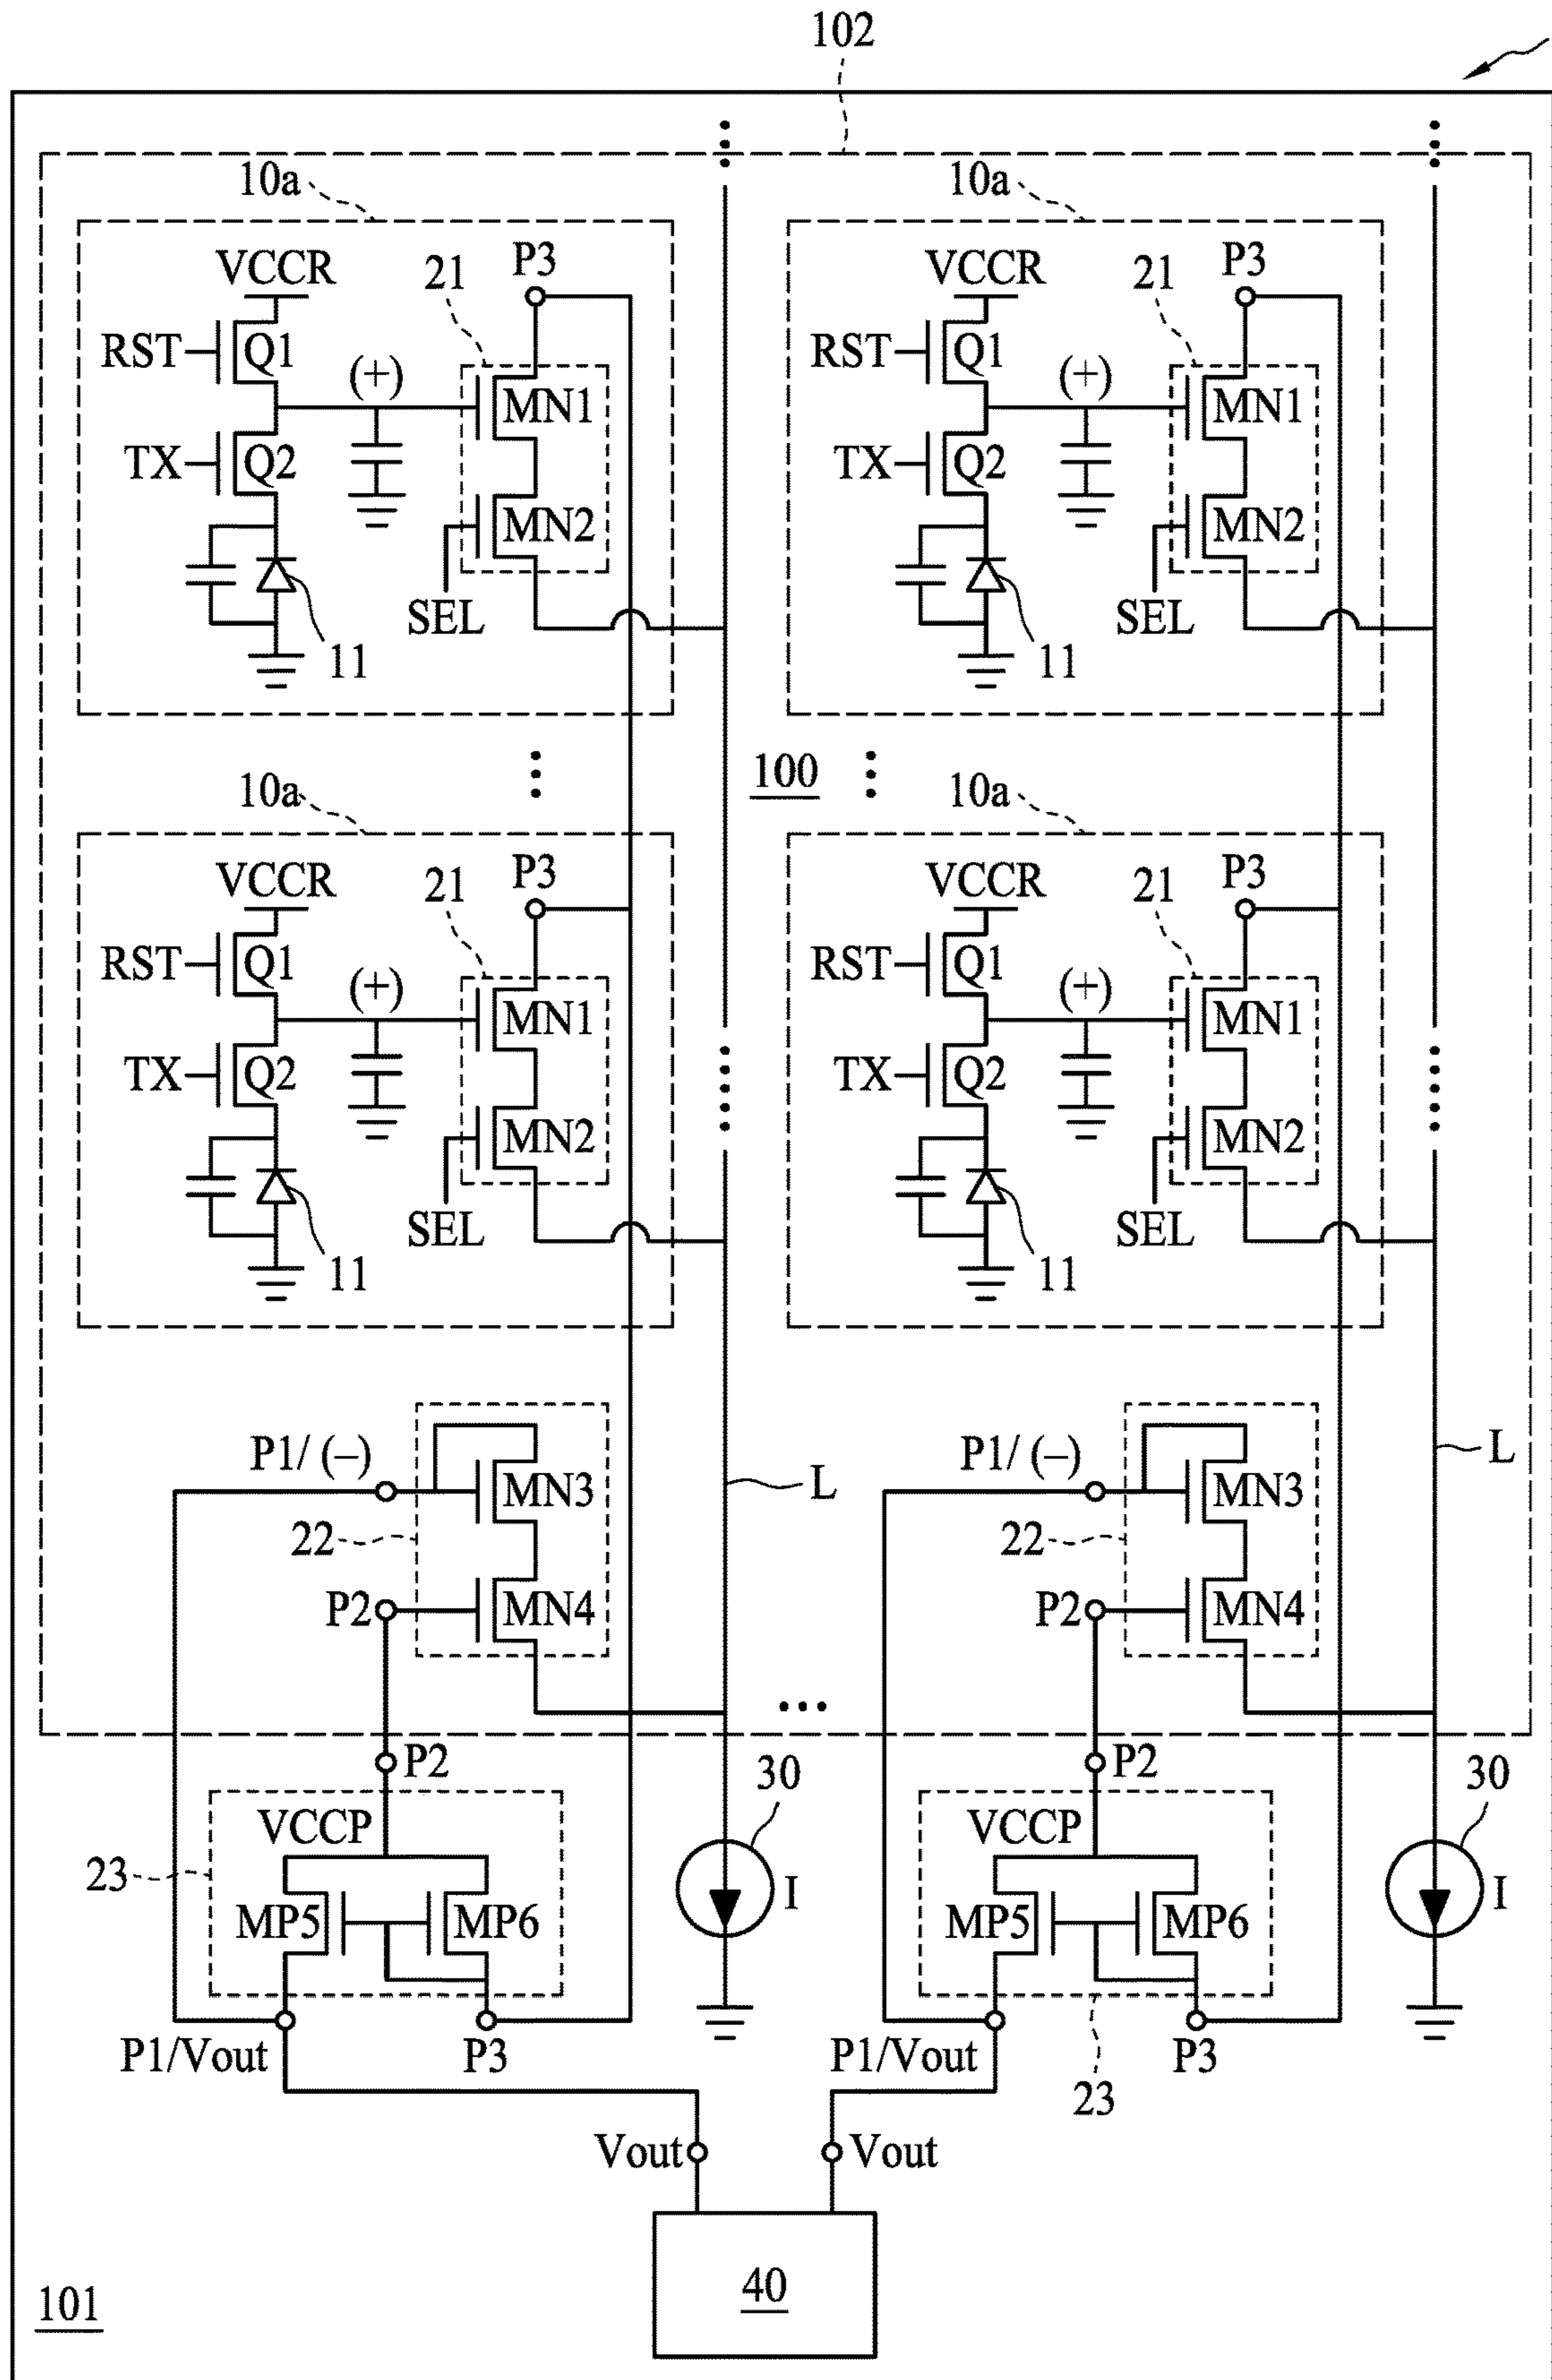 102
10a 10a
VCCR P3 VCCR P3
21 21
RST Q1 (+) MN1 RST Q1 (+) MN1
TX Q2 MN2 TX Q2 MN2
SEL SEL
11 11
100
10a 10a
VCCR P3 VCCR P3
21 21
RST Q1 (+) MN1 RST Q1 (+) MN1
TX Q2 MN2 TX Q2 MN2
SEL SEL
11 11
P1/ (–) MN3 L P1/ (–) MN3 L
22 22
P2 MN4 P2 MN4
P2 30 P2 30
VCCP VCCP
23 MP5 MP6 I MP5 MP6 I
P1/Vout P3 P1/Vout P3
23
Vout Vout
40
101